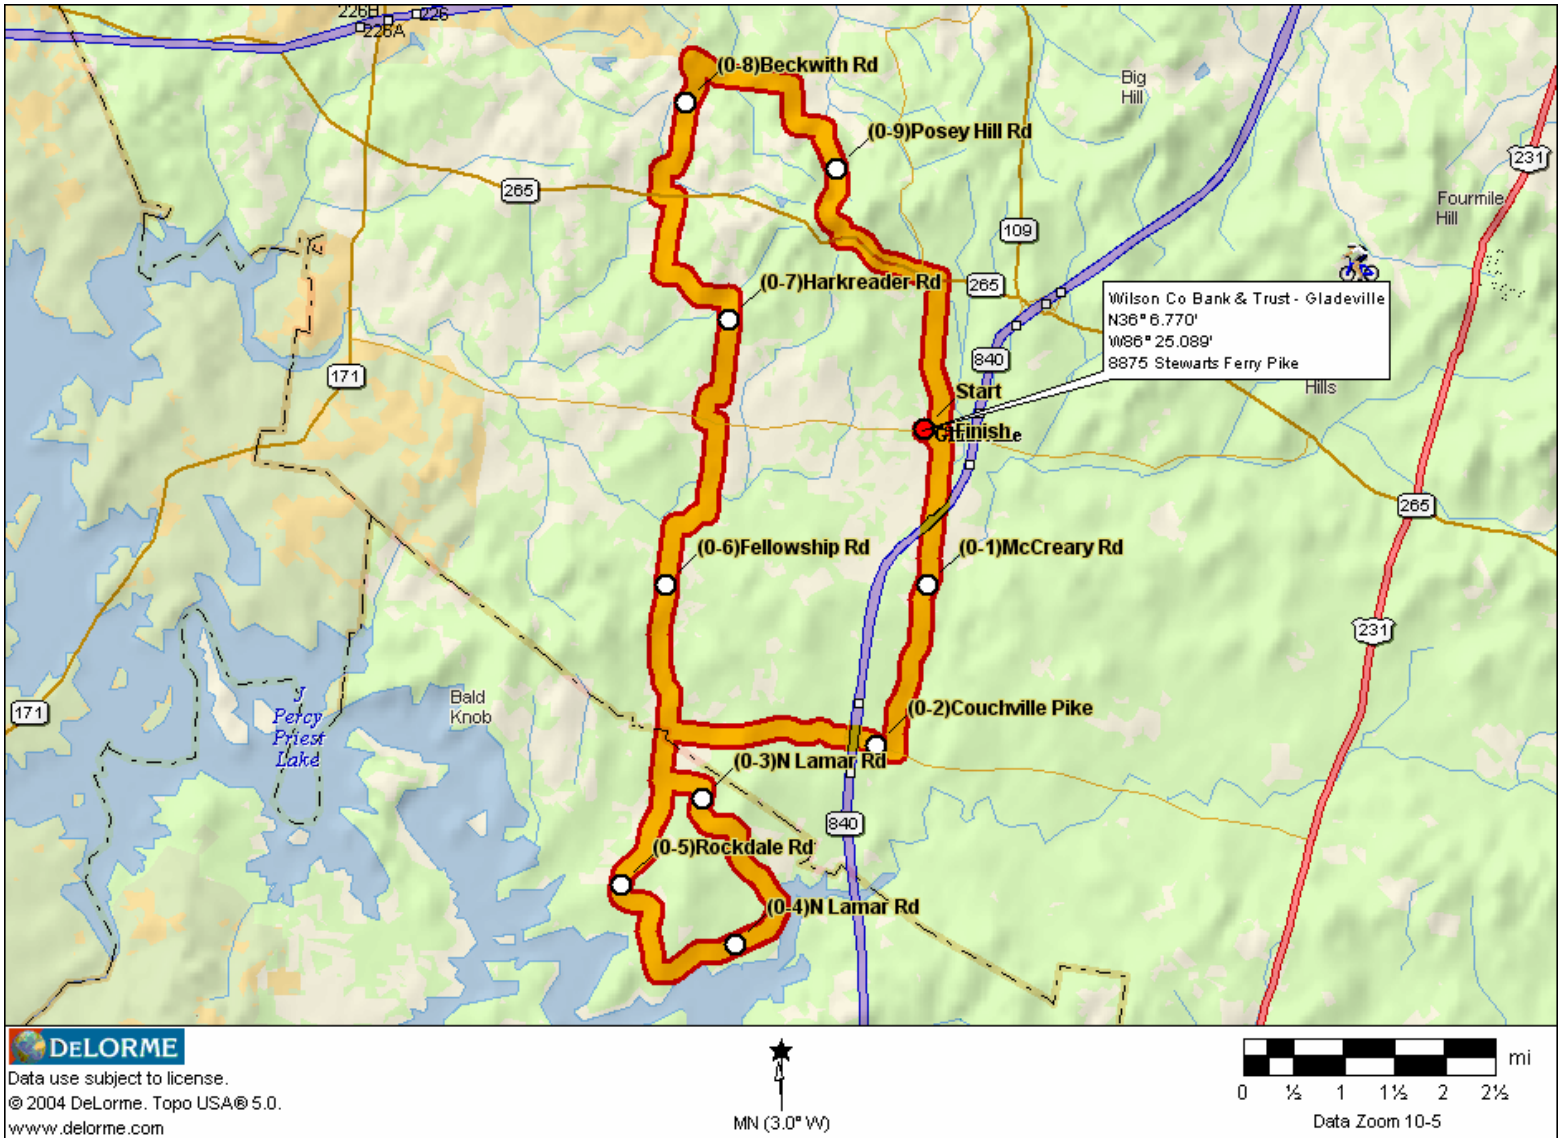 226B
226
226A
(0-8)Beckwith Rd
Big
Hill
(0-9)Posey Hill Rd
231
265
Fourmile
Hill
109
(0-7)Harkreader Rd
265
Wilson Co Bank & Trust - Gladeville
N36° 6.770'
W86° 25.089'
8875 Stewarts Ferry Pike
840
171
Hills
Start
Finish
265
(0-6)Fellowship Rd
(0-1)McCreary Rd
231
Bald
Knob
171
J
Percy
Priest
Lake
(0-2)Couchville Pike
(0-3)N Lamar Rd
840
(0-5)Rockdale Rd
(0-4)N Lamar Rd
DELORME
Data use subject to license.
© 2004 DeLorme. Topo USA® 5.0.
www.delorme.com
MN (3.0° W)
mi
0 ½ 1 1½ 2 2½
Data Zoom 10-5